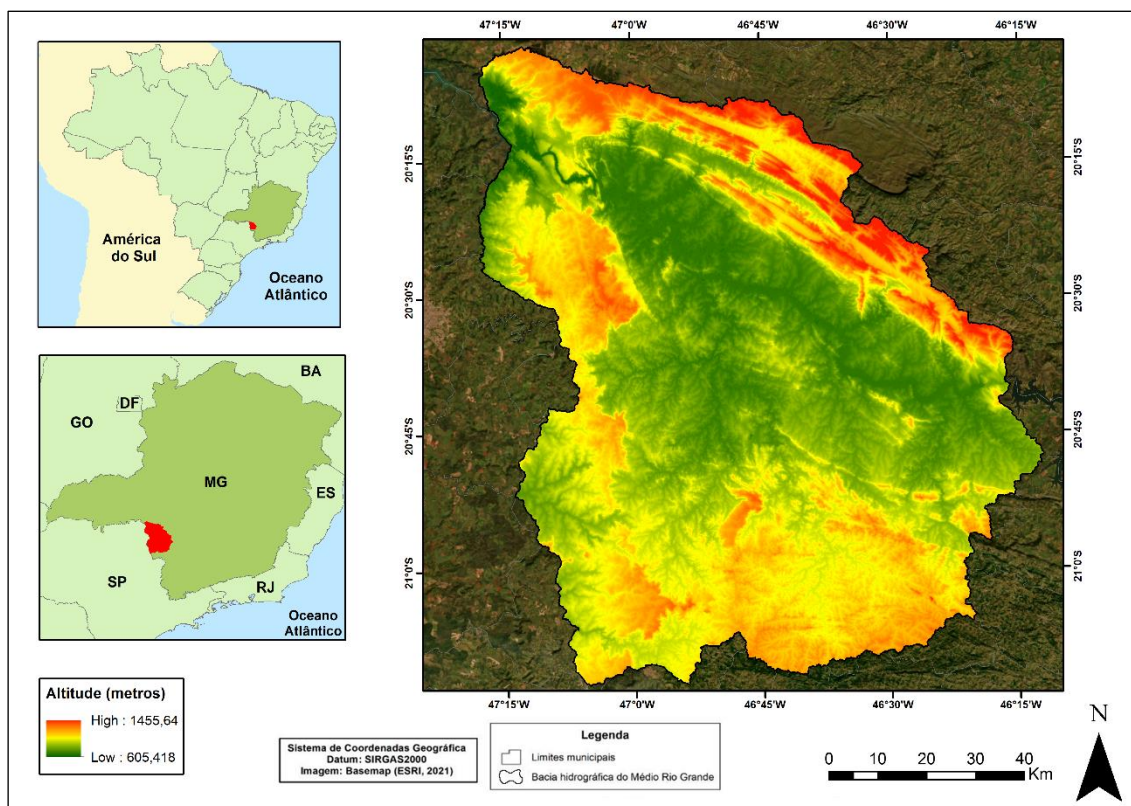 47°15'W 47°0'W 46°45'W 46°30'W 46°15'W
América
do Sul
Oceano
Atlântico
BA
DF
GO
MG
ES
SP
RJ
Oceano
Atlântico
20°15'S 20°15'S
20°30'S 20°30'S
20°45'S 20°45'S
21°0'S 21°0'S
47°15'W 47°0'W 46°45'W 46°30'W 46°15'W
Altitude (metros)
High : 1455,64
Low : 605,418
Sistema de Coordenadas Geográfica
Datum: SIRGAS2000
Imagem: Basemap (ESRI, 2021)
Legenda
Limites municipais
Bacia hidrográfica do Médio Rio Grande
0 5 10 20 30 40
Km
N